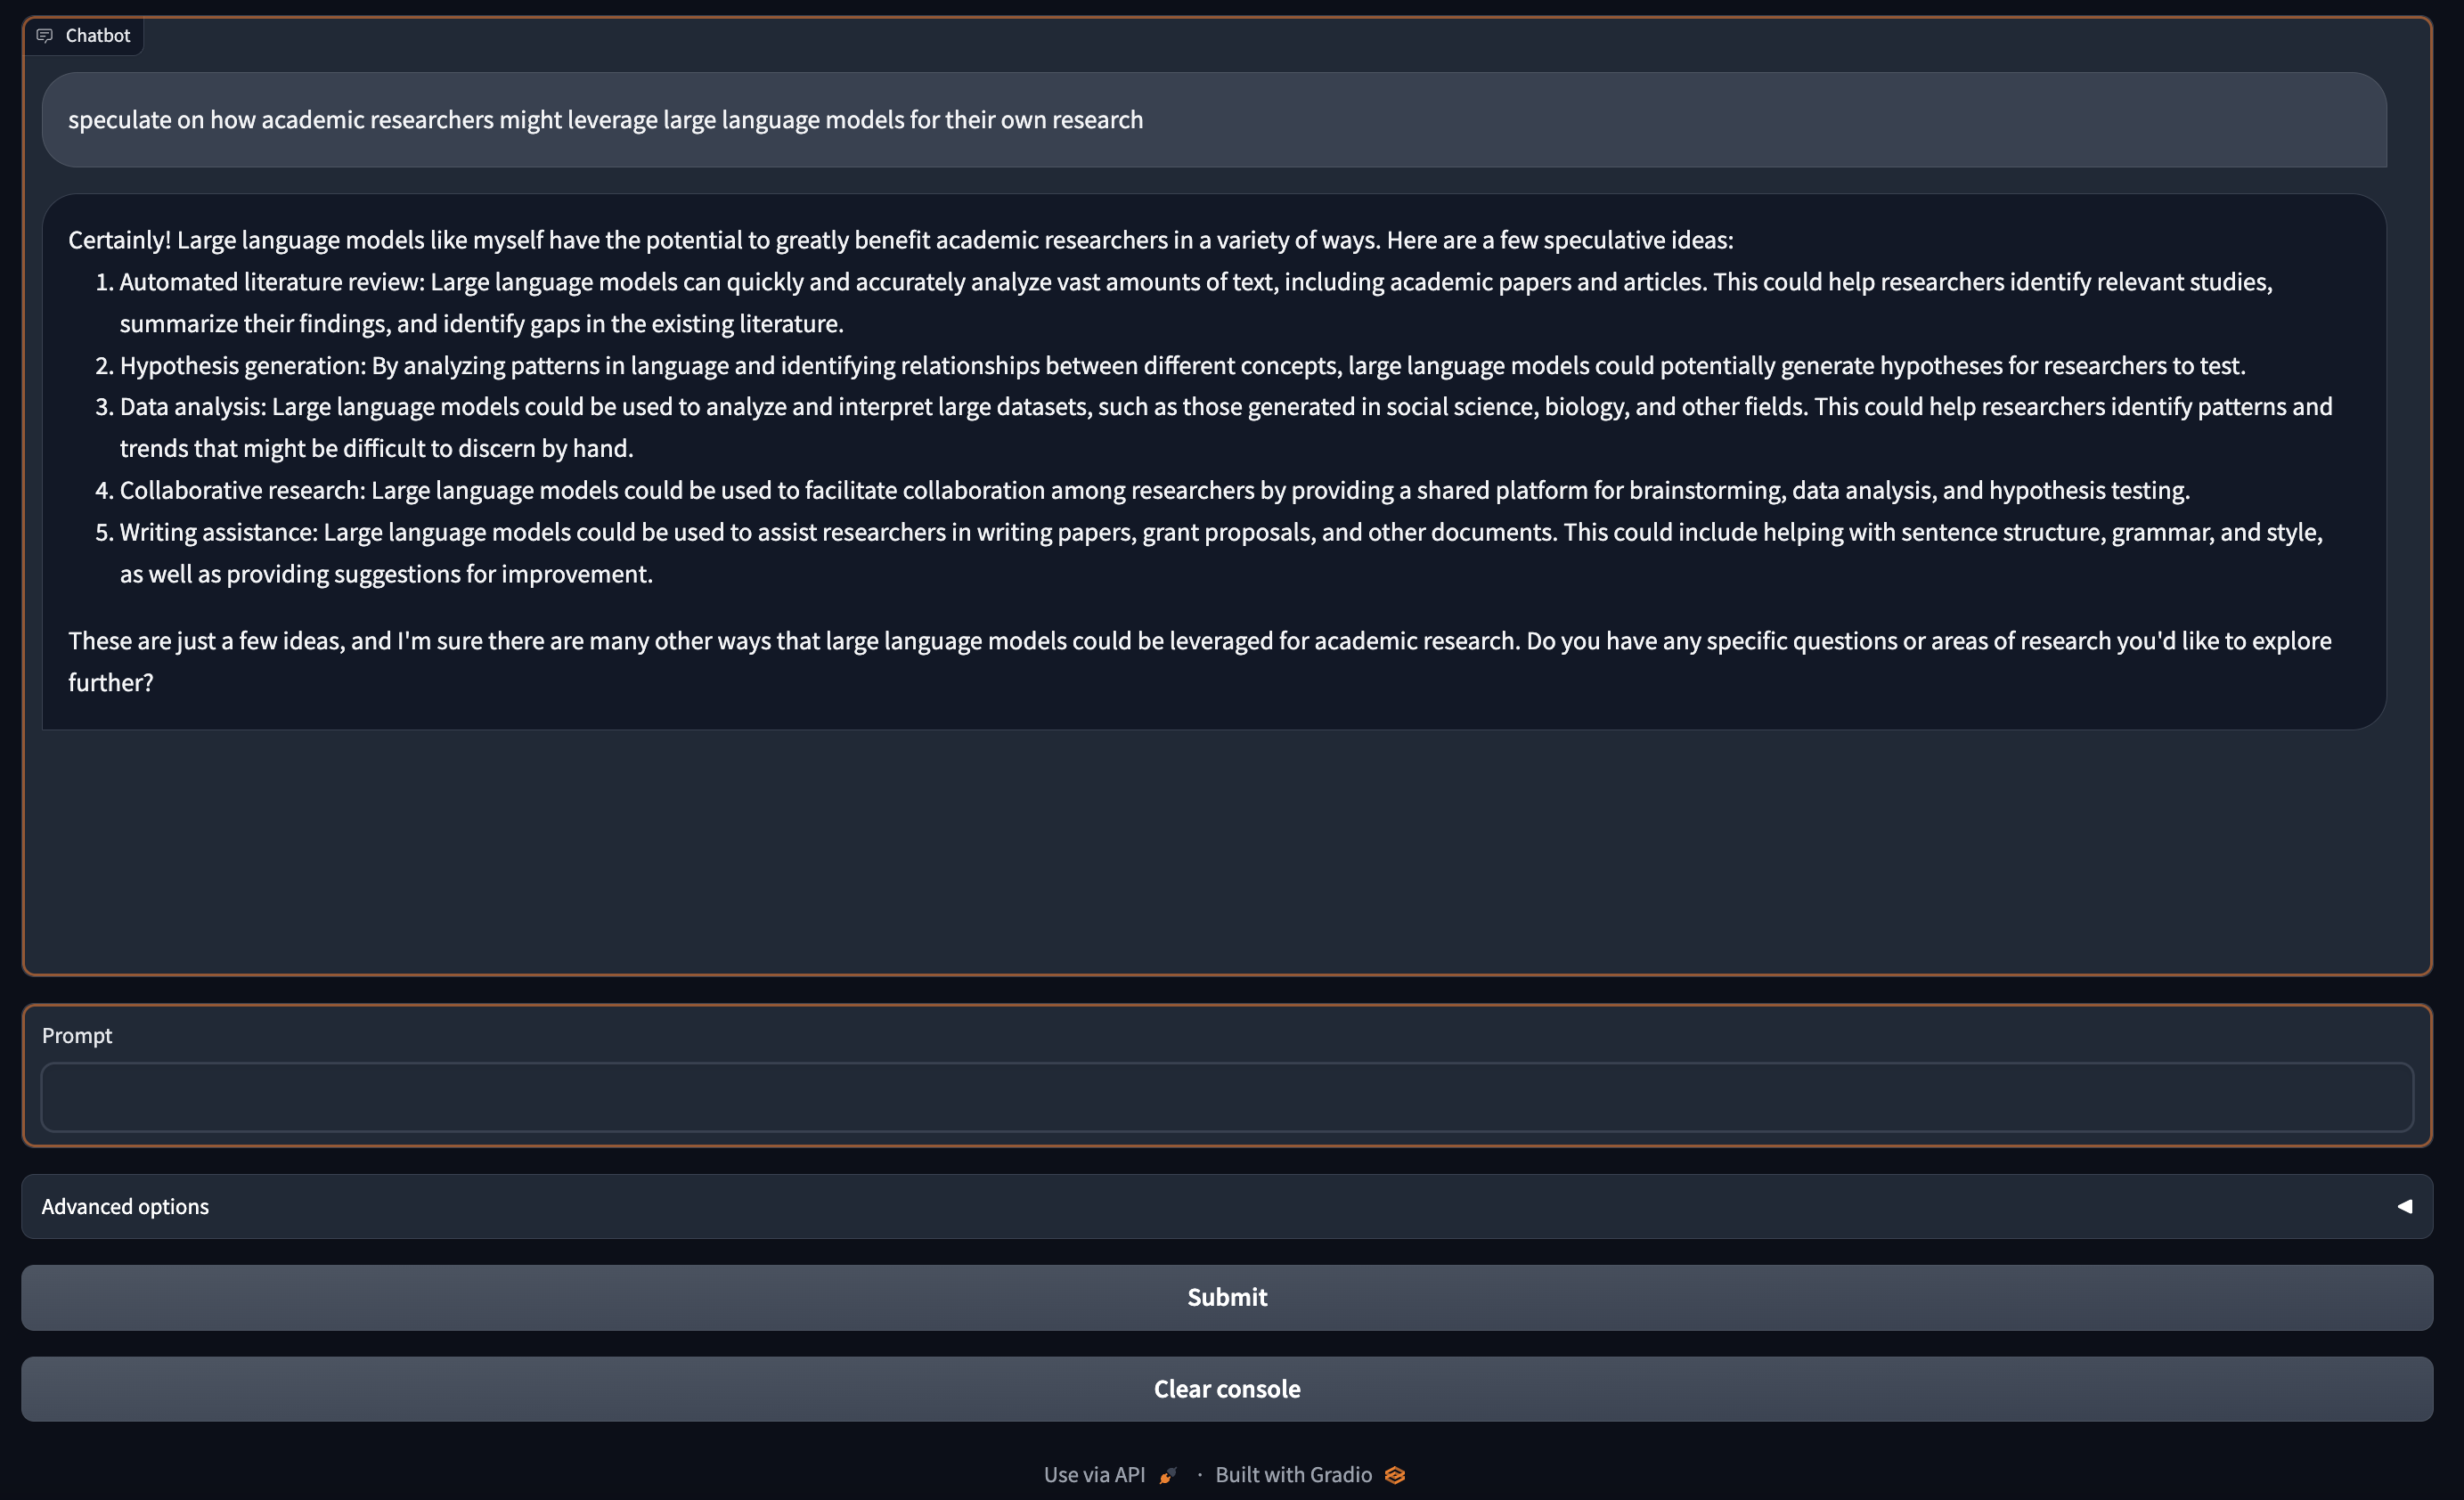 Chatbot
speculate on how academic researchers might leverage large language models for their own research
Certainly! Large language models like myself have the potential to greatly benefit academic researchers in a variety of ways. Here are a few speculative ideas:
1. Automated literature review: Large language models can quickly and accurately analyze vast amounts of text, including academic papers and articles. This could help researchers identify relevant studies,
summarize their findings, and identify gaps in the existing literature.
2. Hypothesis generation: By analyzing patterns in language and identifying relationships between different concepts, large language models could potentially generate hypotheses for researchers to test.
3. Data analysis: Large language models could be used to analyze and interpret large datasets, such as those generated in social science, biology, and other fields. This could help researchers identify patterns and
trends that might be difficult to discern by hand.
4. Collaborative research: Large language models could be used to facilitate collaboration among researchers by providing a shared platform for brainstorming, data analysis, and hypothesis testing.
5. Writing assistance: Large language models could be used to assist researchers in writing papers, grant proposals, and other documents. This could include helping with sentence structure, grammar, and style,
as well as providing suggestions for improvement.
These are just a few ideas, and I'm sure there are many other ways that large language models could be leveraged for academic research. Do you have any specific questions or areas of research you'd like to explore
further?
Prompt
Advanced options
Submit
Clear console
Use via API · Built with Gradio